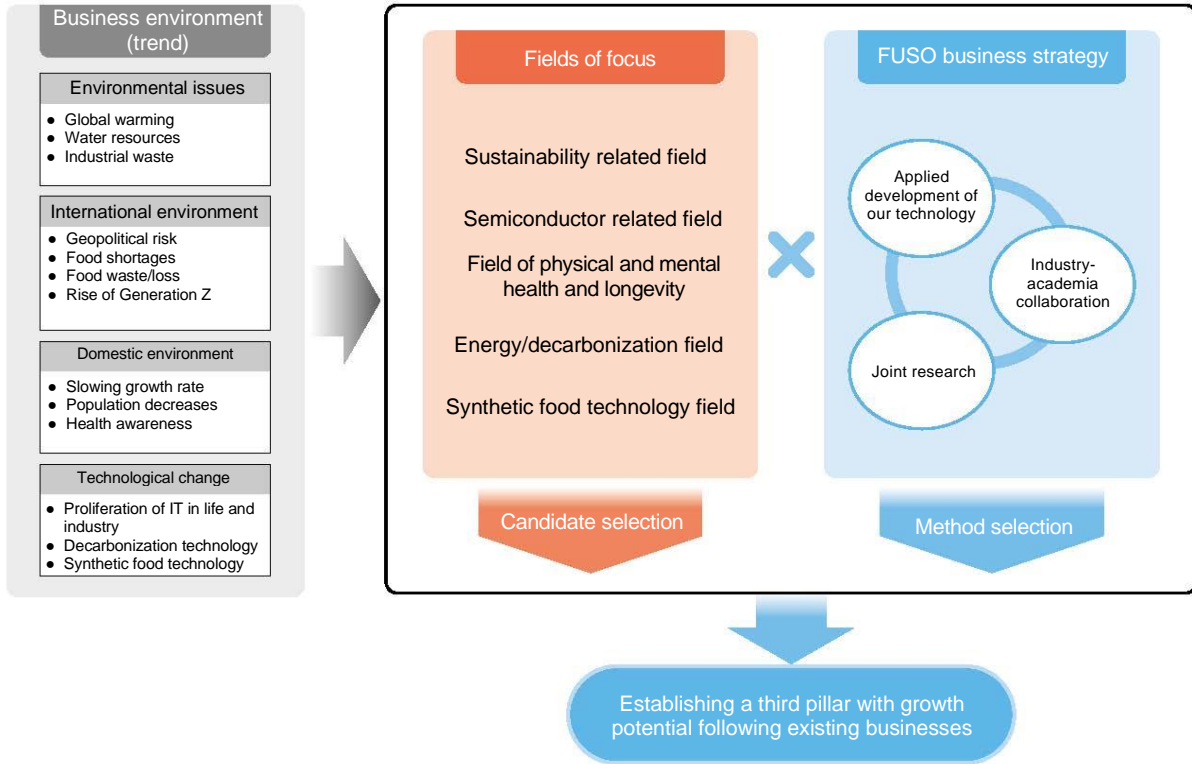 Business environment
(trend)
Environmental issues
● Global warming
● Water resources
● Industrial waste
International environment
● Geopolitical risk
● Food shortages
● Food waste/loss
● Rise of Generation Z
Domestic environment
● Slowing growth rate
● Population decreases
● Health awareness
Technological change
● Proliferation of IT in life and
industry
● Decarbonization technology
● Synthetic food technology
Fields of focus
Sustainability related field
Semiconductor related field
Field of physical and mental
health and longevity
Energy/decarbonization field
Synthetic food technology field
Candidate selection
FUSO business strategy
Applied
development of
our technology
Industry-
academia
collaboration
Joint research
Method selection
Establishing a third pillar with growth
potential following existing businesses